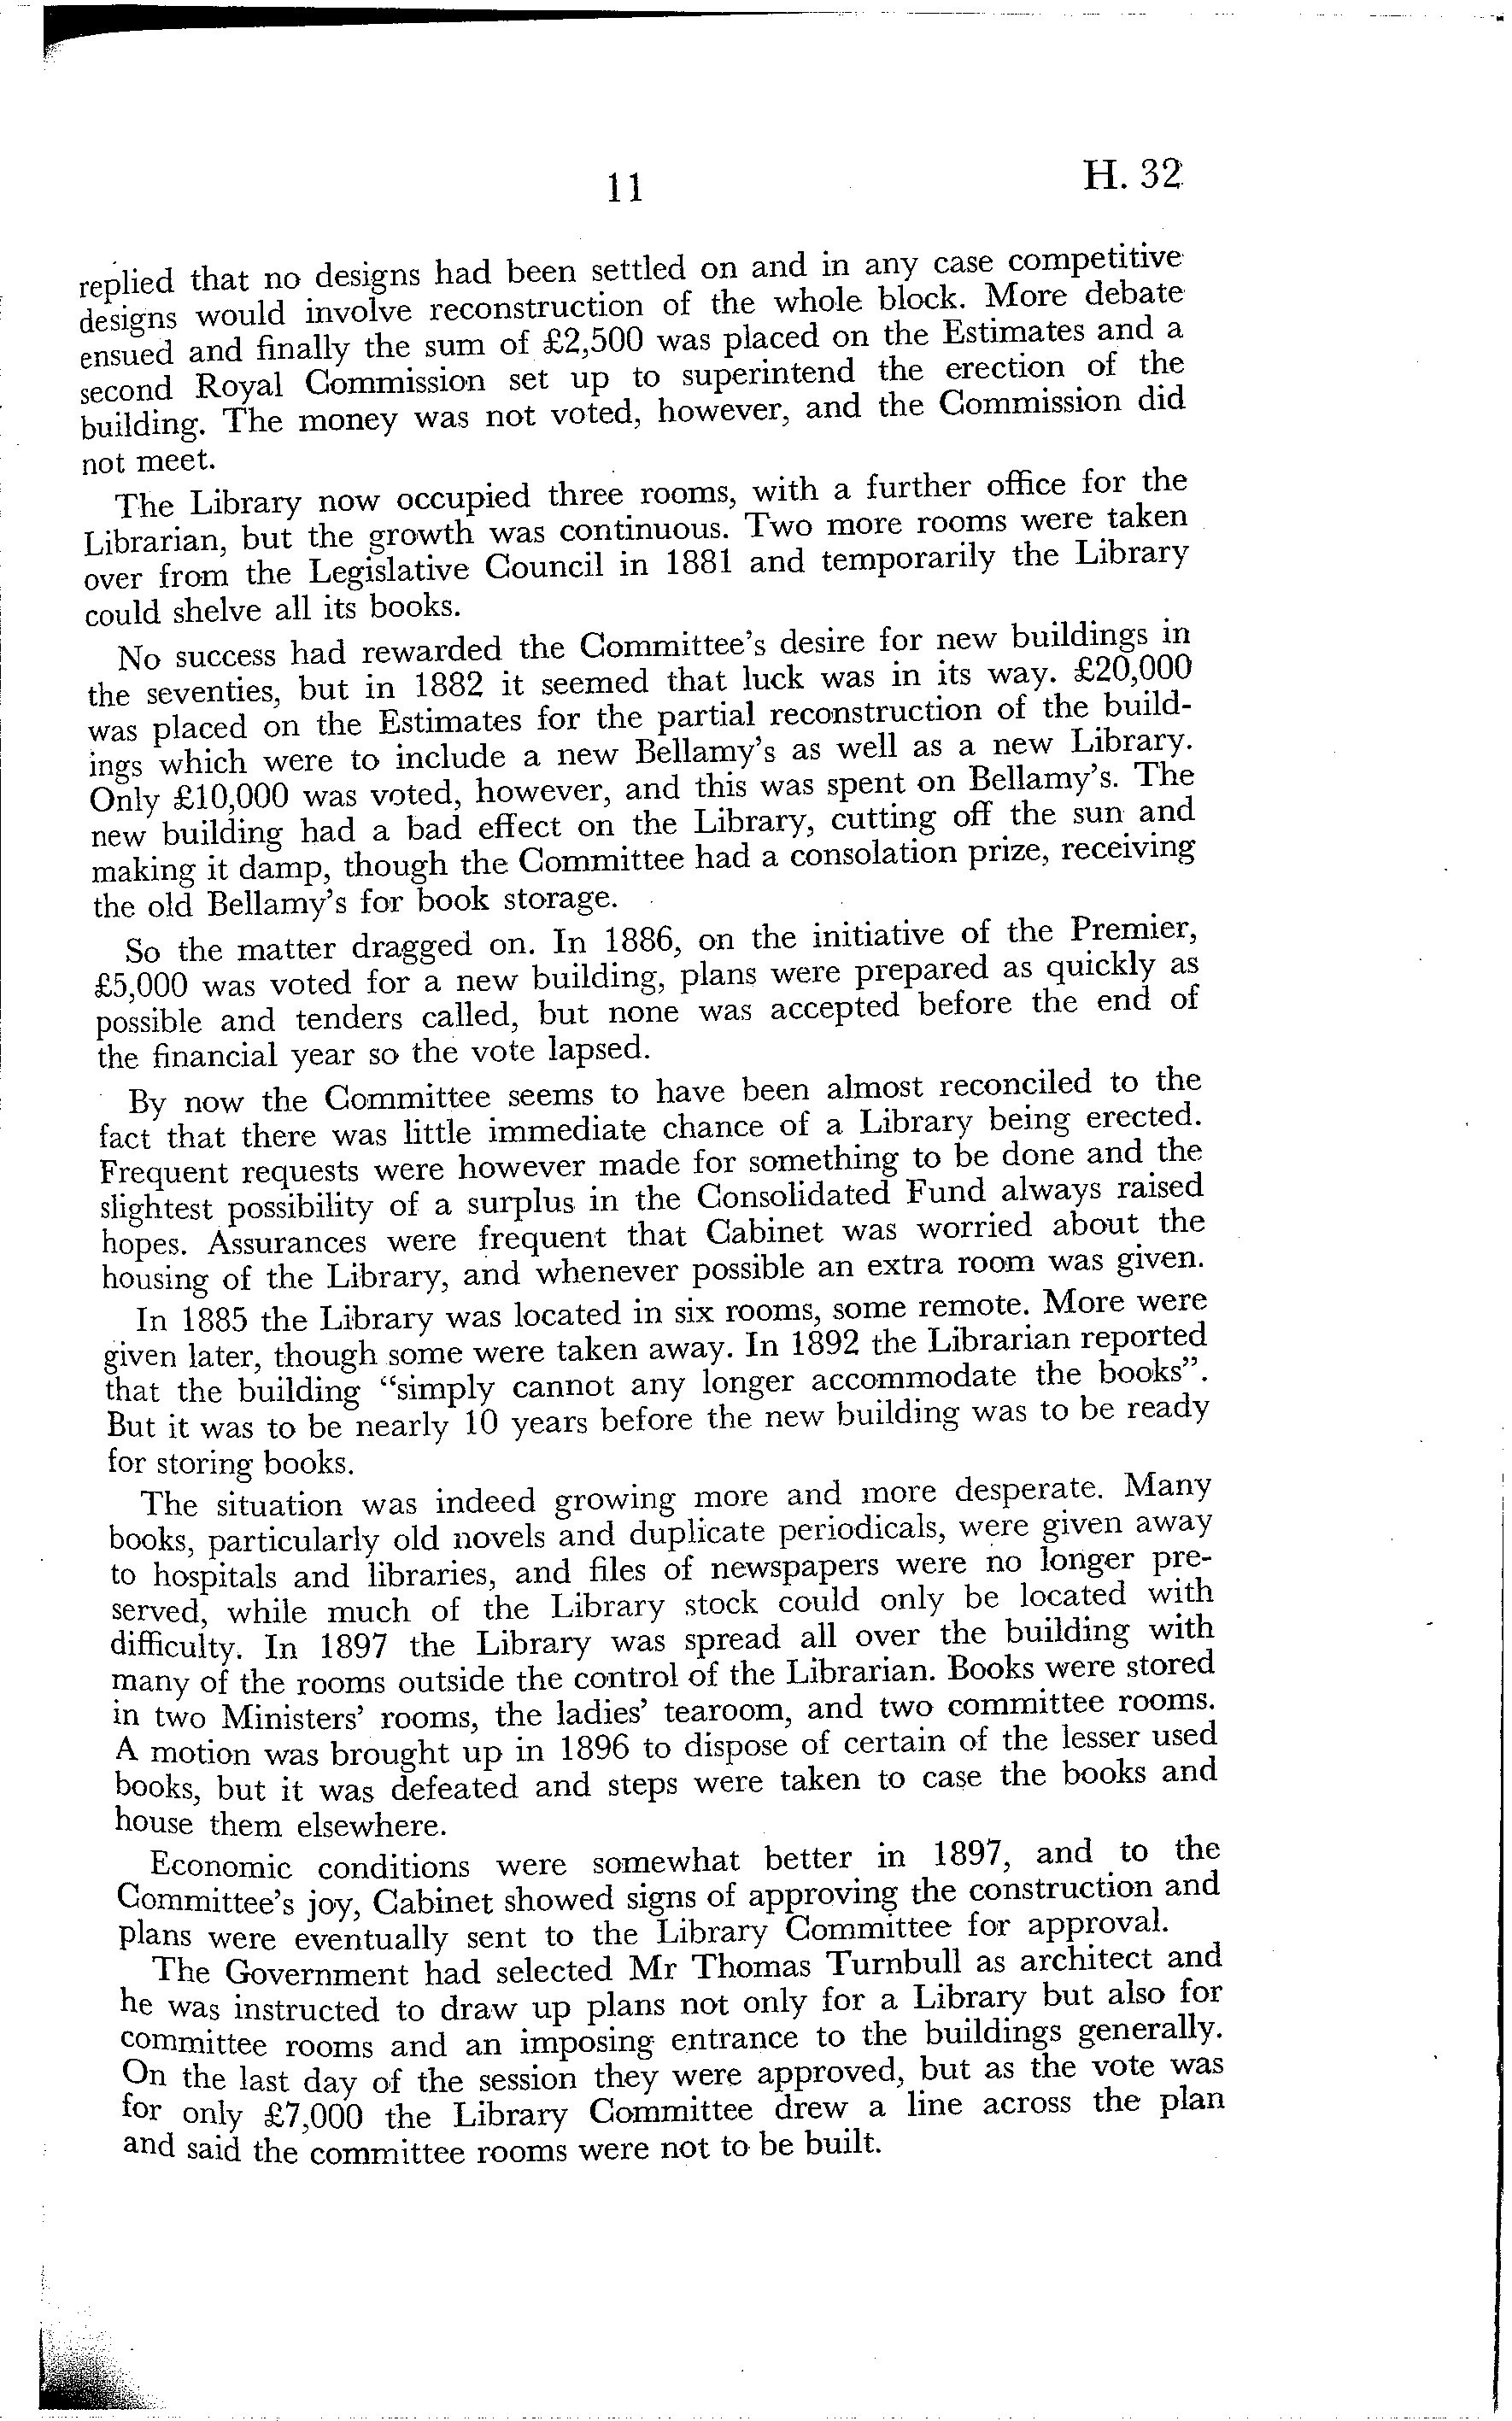 11
H. 32
replied that no designs had been settled on and in any case competitive
designs would involve reconstruction of the whole block. More debate
ensued and finally the sum of £2,500 was placed on the Estimates and a
second Royal Commission set up to superintend the erection of the
building. The money was not voted, however, and the Commission did
not meet.
The Library now occupied three rooms, with a further office for the
Librarian, but the growth was continuous. Two more rooms were taken
over from the Legislative Council in 1881 and temporarily the Library
could shelve all its books.
No success had rewarded the Committee's desire for new buildings in
the seventies, but in 1882 it seemed that luck was in its way. £20,000
was placed on the Estimates for the partial reconstruction of the build-
ings which were to include a new Bellamy's as well as a new Library.
Only £10,000 was voted, however, and this was spent on Bellamy's. The
new building had a bad effect on the Library, cutting off the sun and
making it damp, though the Committee had a consolation prize, receiving
the old Bellamy's for book storage.
So the matter dragged on. In 1886, on the initiative of the Premier,
£5,000 was voted for a new building, plans were prepared as quickly as
possible and tenders called, but none was accepted before the end of
the financial year so the vote lapsed.
By now the Committee seems to have been almost reconciled to the
fact that there was little immediate chance of a Library being erected.
Frequent requests were however made for something to be done and the
slightest possibility of a surplus in the Consolidated Fund always raised
hopes. Assurances were frequent that Cabinet was worried about the
housing of the Library, and whenever possible an extra room was given.
In 1885 the Library was located in six rooms, some remote. More were
given later, though some were taken away. In 1892 the Librarian reported
that the building "simply cannot any longer accommodate the books".
But it was to be nearly 10 years before the new building was to be ready
for storing books.
The situation was indeed growing more and more desperate. Many
books, particularly old novels and duplicate periodicals, were given away
to hospitals and libraries, and files of newspapers were no longer pre-
served, while much of the Library stock could only be located with
difficulty. In 1897 the Library was spread all over the building with
many of the rooms outside the control of the Librarian. Books were stored
in two Ministers' rooms, the ladies' tearoom, and two committee rooms.
A motion was brought up in 1896 to dispose of certain of the lesser used
books, but it was defeated and steps were taken to case the books and
house them elsewhere.
Economic conditions were somewhat better in 1897, and to the
Committee's joy, Cabinet showed signs of approving the construction and
plans were eventually sent to the Library Committee for approval.
The Government had selected Mr Thomas Turnbull as architect and
he was instructed to draw up plans not only for a Library but also for
committee rooms and an imposing entrance to the buildings generally.
On the last day of the session they were approved, but as the vote was
for only £7,000 the Library Committee drew a line across the plan
and said the committee rooms were not to be built.